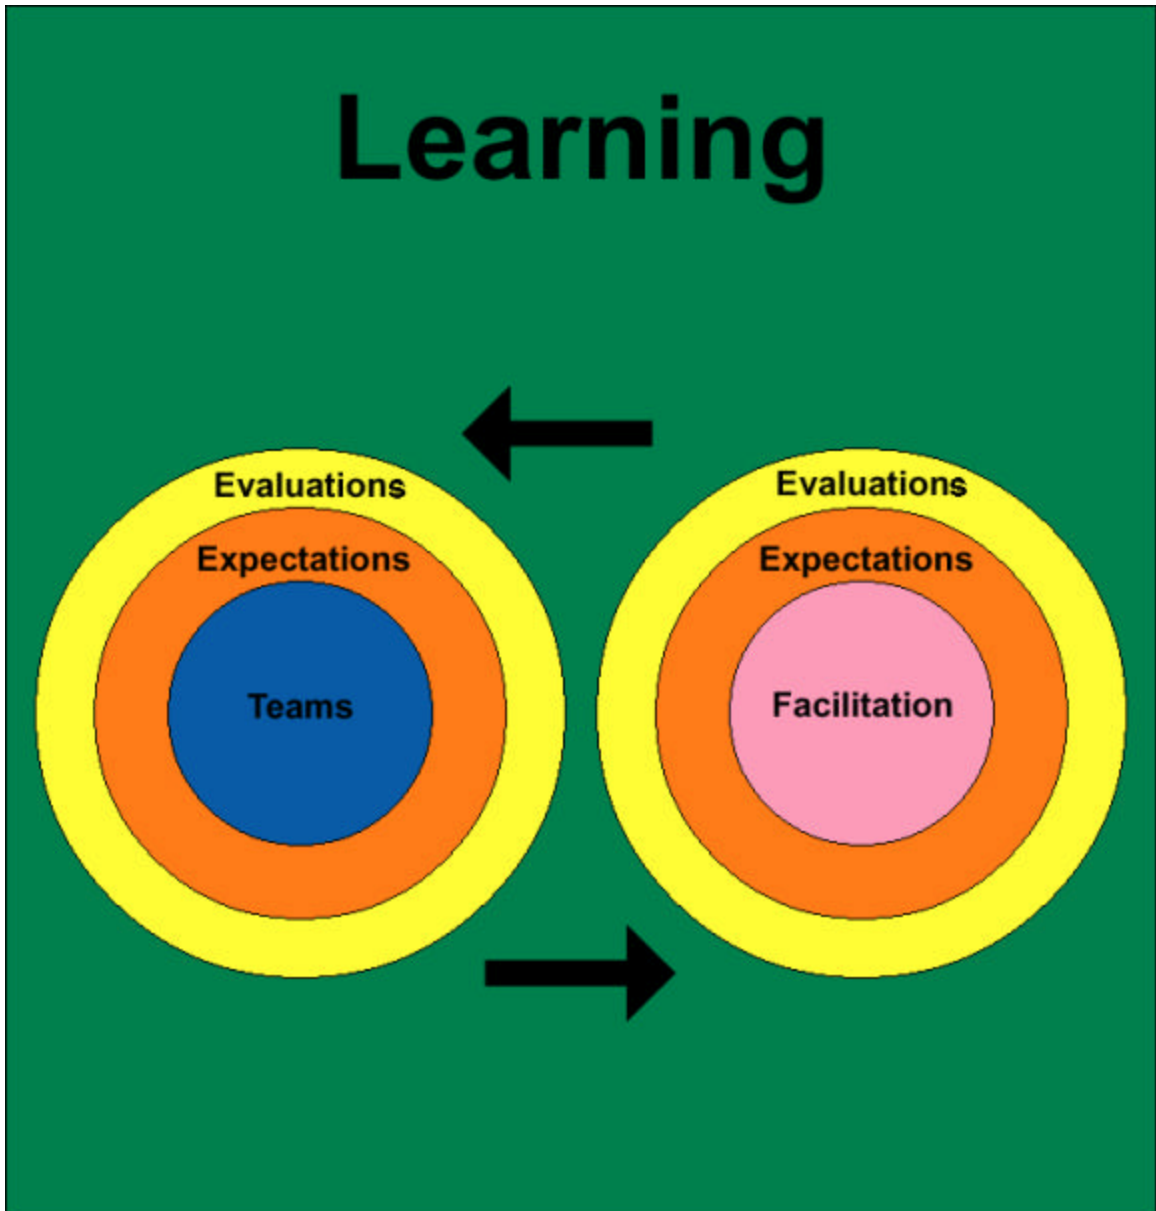 Learning
Evaluations
Expectations
Teams
Evaluations
Expectations
Facilitation